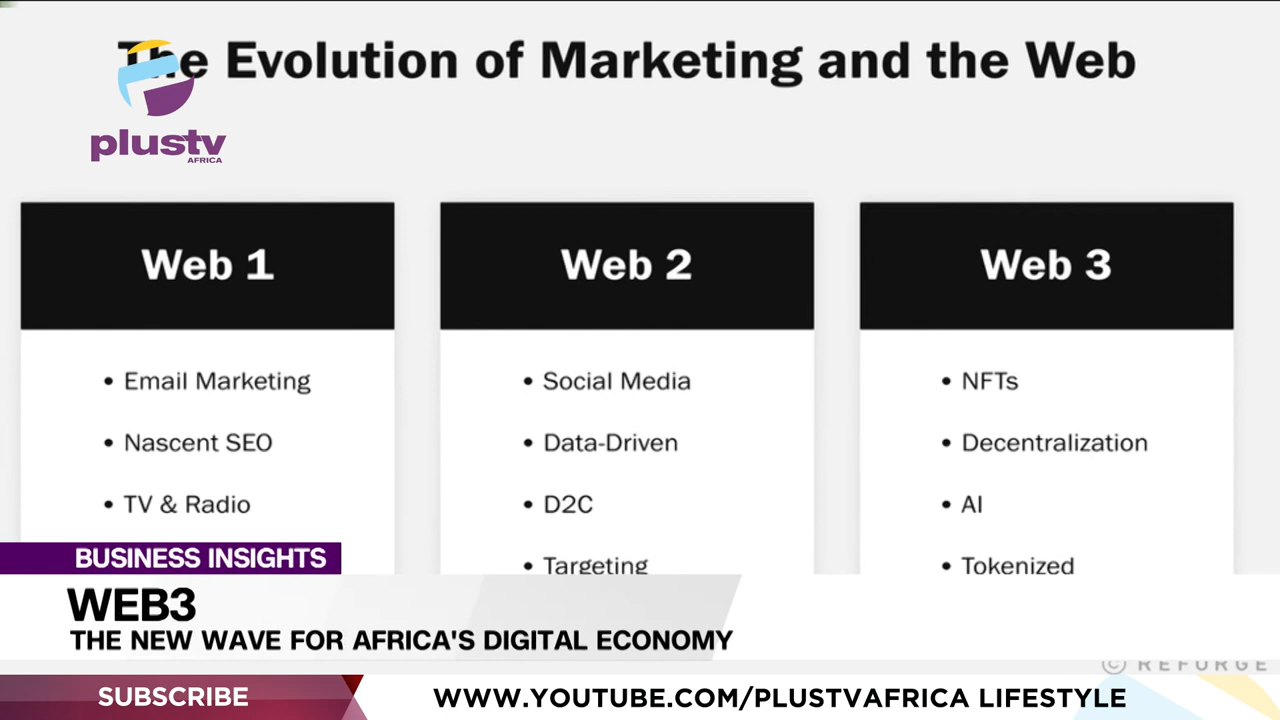 The Evolution of Marketing and the Web
plustv
AFRICA
Web 1
• Email Marketing
• Nascent SEO
• TV & Radio
Web 2
• Social Media
• Data-Driven
• D2C
• Targeting
Web 3
• NFTs
• Decentralization
• AI
• Tokenized
BUSINESS INSIGHTS
WEB3
THE NEW WAVE FOR AFRICA'S DIGITAL ECONOMY
© REFORGE
SUBSCRIBE
WWW.YOUTUBE.COM/PLUSTVAFRICA LIFESTYLE